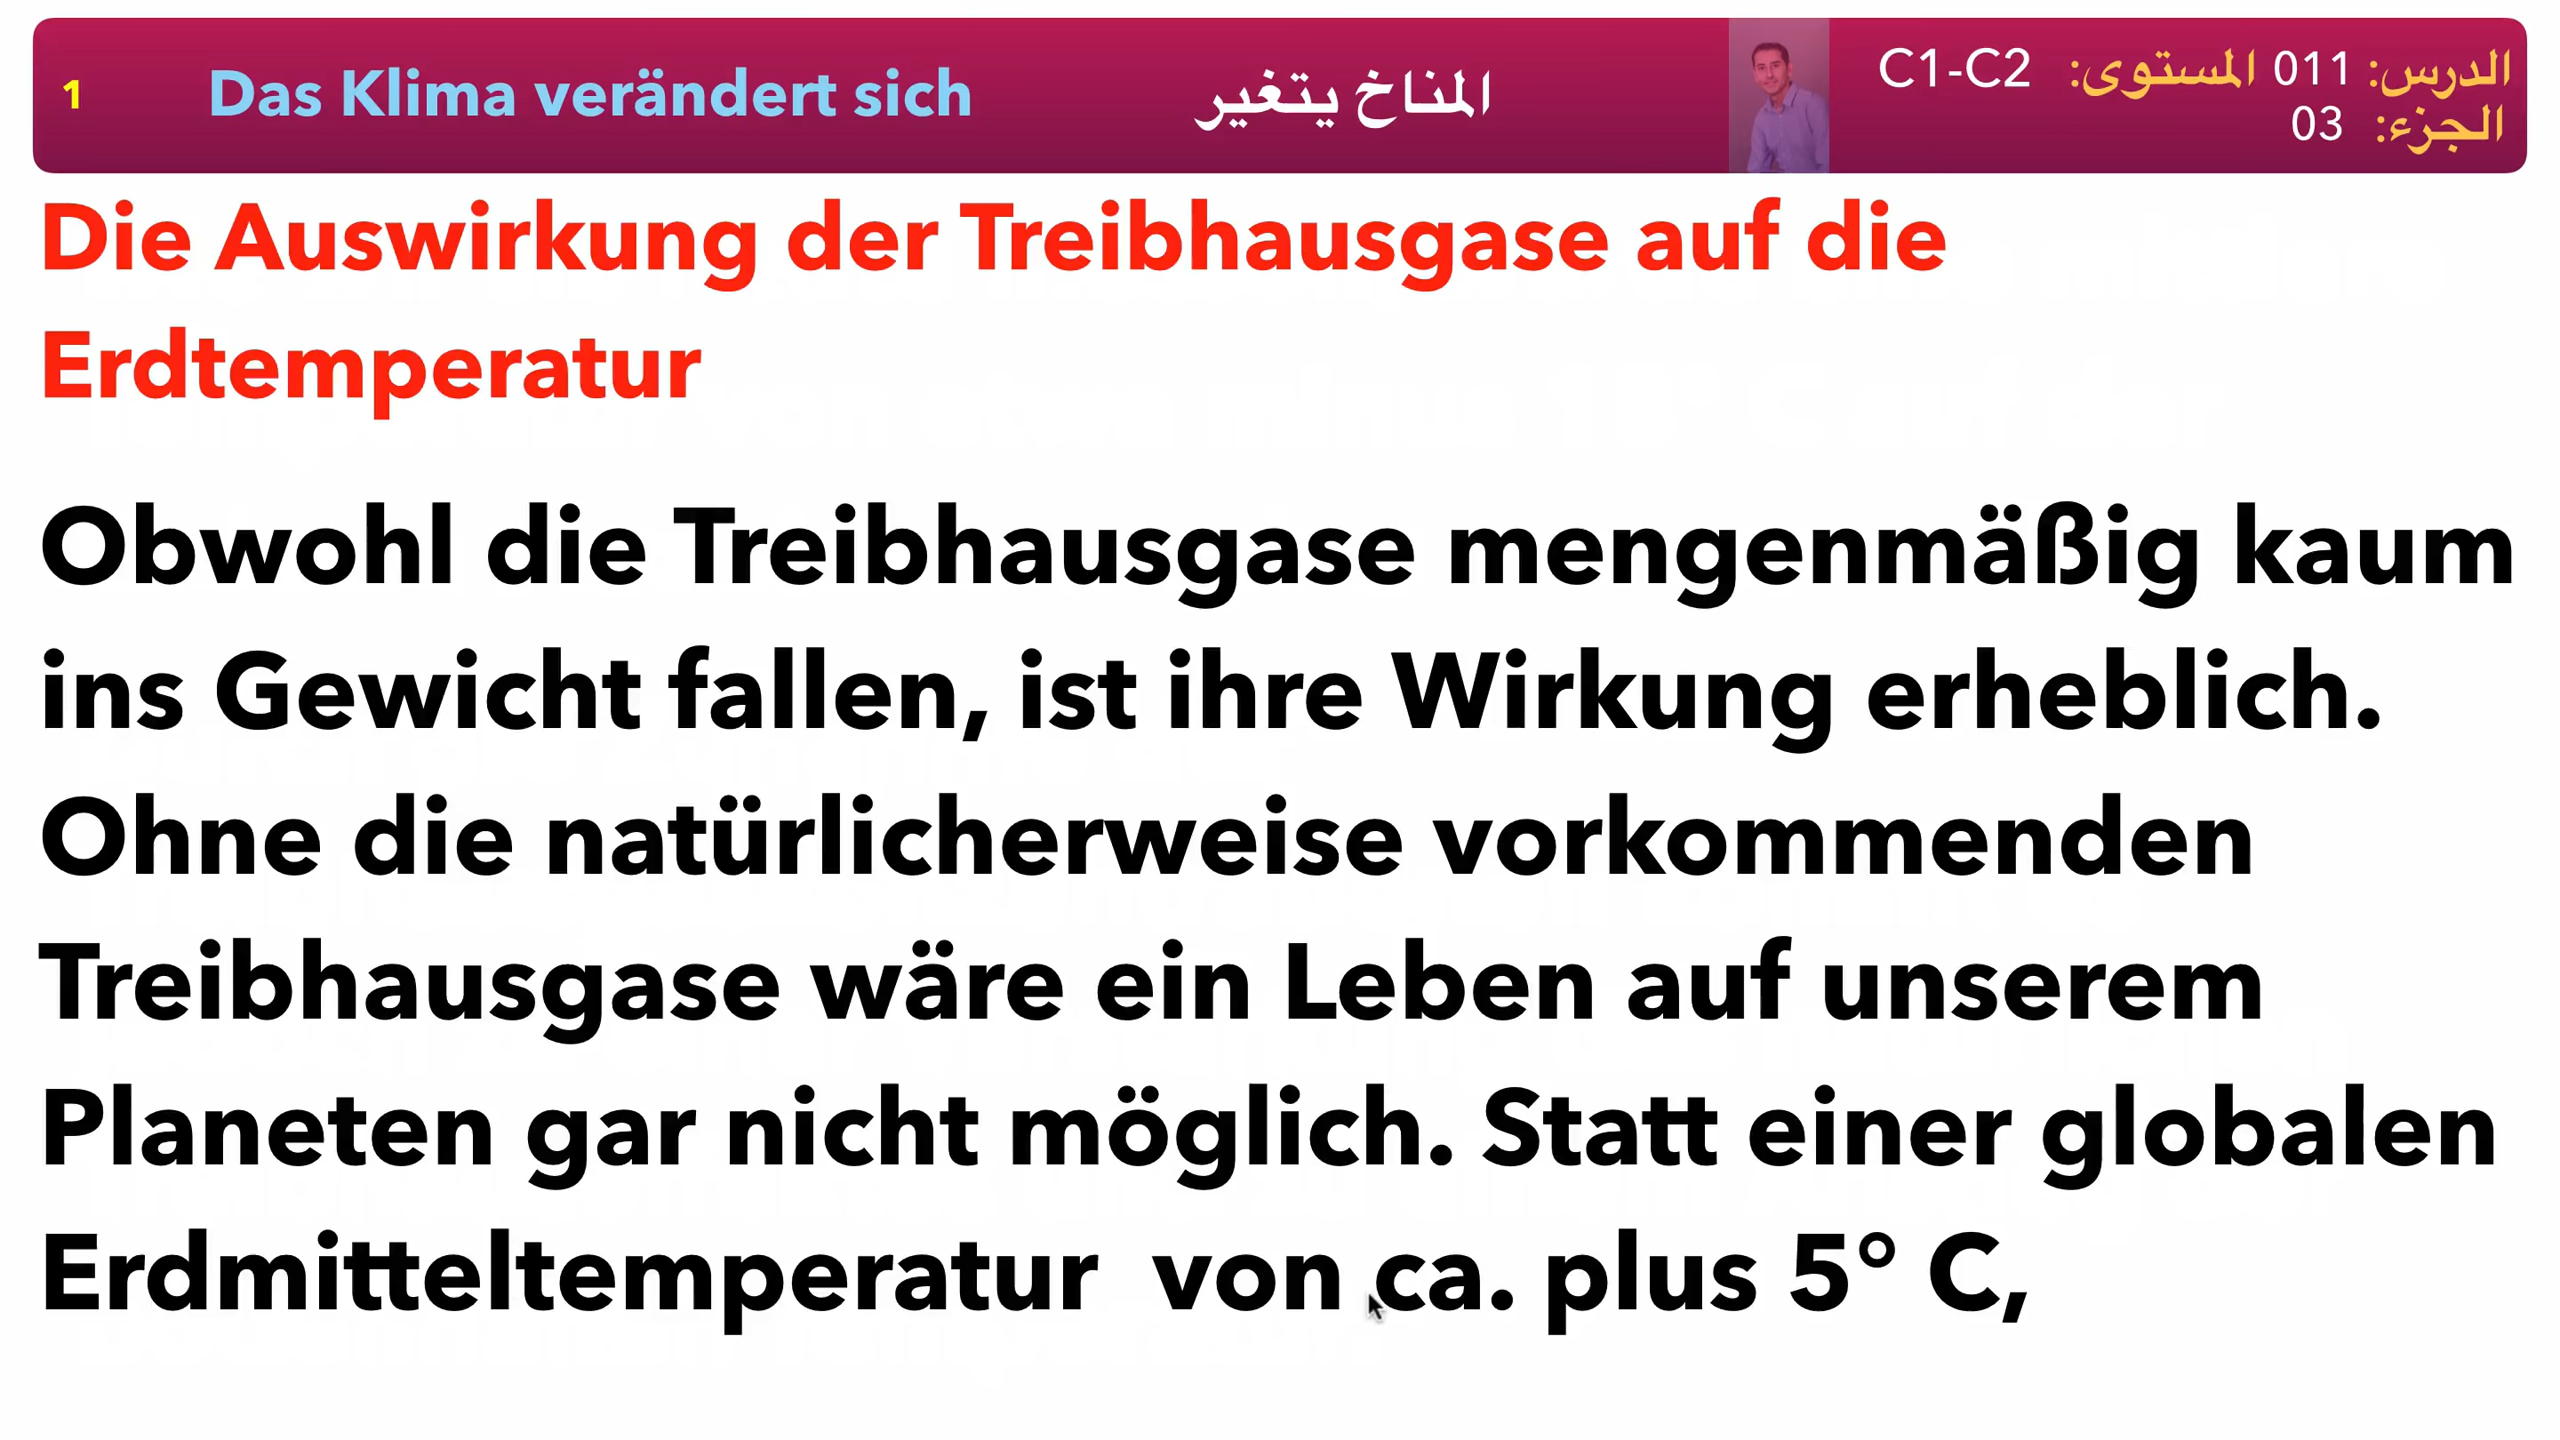 1 Das Klima verändert sich المناخ يتغير C1-C2 الدرس: 011 المستوى:
الجزء: 03
Die Auswirkung der Treibhausgase auf die
Erdtemperatur
Obwohl die Treibhausgase mengenmäßig kaum
ins Gewicht fallen, ist ihre Wirkung erheblich.
Ohne die natürlicherweise vorkommenden
Treibhausgase wäre ein Leben auf unserem
Planeten gar nicht möglich. Statt einer globalen
Erdmitteltemperatur von ca. plus 5° C,